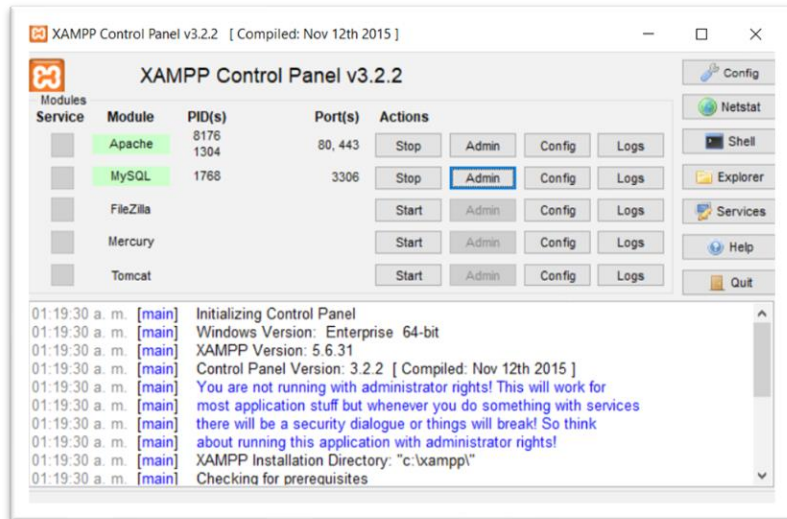 XAMPP Control Panel v3.2.2 [ Compiled: Nov 12th 2015 ]
XAMPP Control Panel v3.2.2
Config
Modules
Service Module PID(s) Port(s) Actions
Netstat
Apache 8176 1304 80, 443 Stop Admin Config Logs
Shell
MySQL 1768 3306 Stop Admin Config Logs
Explorer
FileZilla Start Admin Config Logs
Services
Mercury Start Admin Config Logs
Help
Tomcat Start Admin Config Logs
Quit
01:19:30 a. m. [main] Initializing Control Panel
01:19:30 a. m. [main] Windows Version: Enterprise 64-bit
01:19:30 a. m. [main] XAMPP Version: 5.6.31
01:19:30 a. m. [main] Control Panel Version: 3.2.2 [ Compiled: Nov 12th 2015 ]
01:19:30 a. m. [main] You are not running with administrator rights! This will work for
01:19:30 a. m. [main] most application stuff but whenever you do something with services
01:19:30 a. m. [main] there will be a security dialogue or things will break! So think
01:19:30 a. m. [main] about running this application with administrator rights!
01:19:30 a. m. [main] XAMPP Installation Directory: "c:\xampp\"
01:19:30 a. m. [main] Checking for prerequisites